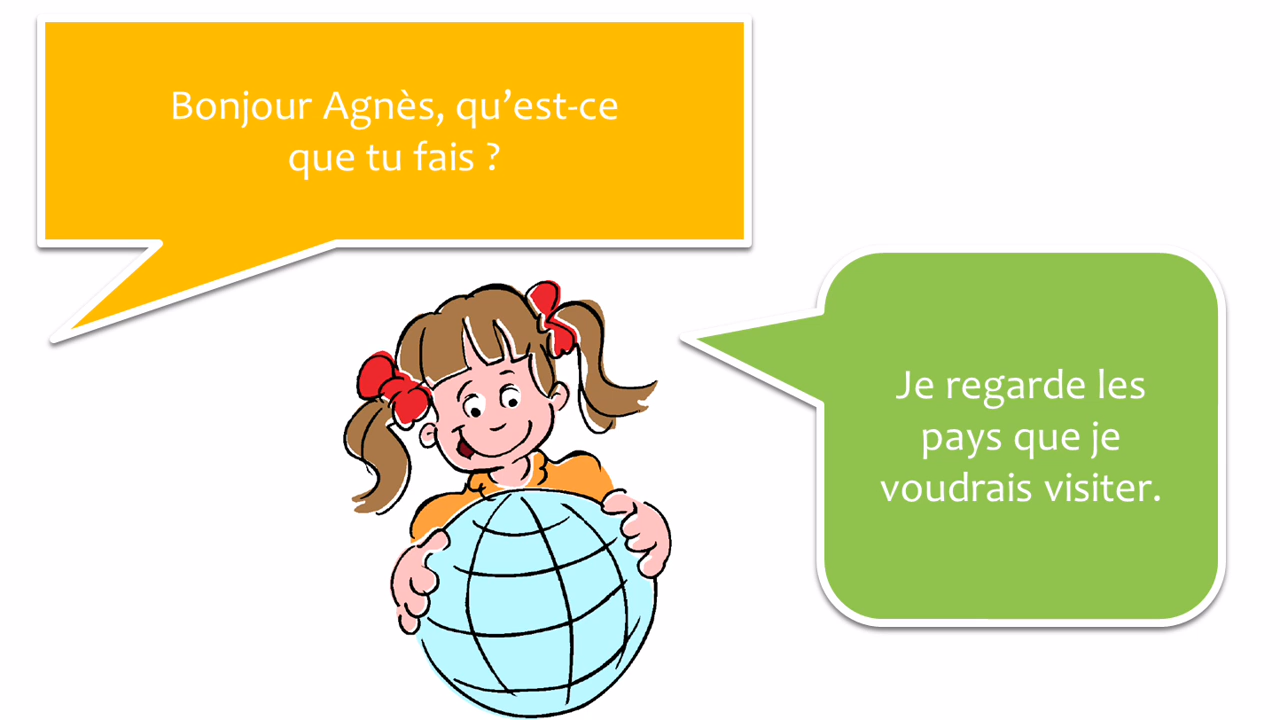 Bonjour Agnès, qu’est-ce
que tu fais ?
Je regarde les
pays que je
voudrais visiter.